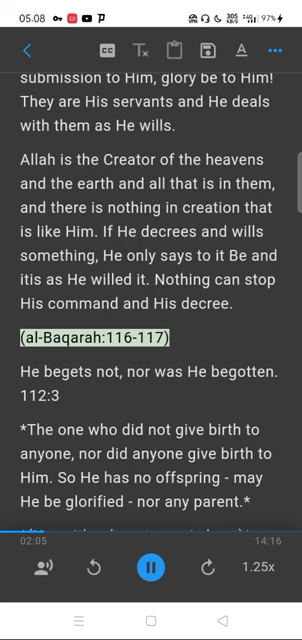 05.08
305
KB/S
4G
97%
CC
submission to Him, glory be to Him!
They are His servants and He deals
with them as He wills.
Allah is the Creator of the heavens
and the earth and all that is in them,
and there is nothing in creation that
is like Him. If He decrees and wills
something, He only says to it Be and
itis as He willed it. Nothing can stop
His command and His decree.
(al-Baqarah:116-117)
He begets not, nor was He begotten.
112:3
*The one who did not give birth to
anyone, nor did anyone give birth to
Him. So He has no offspring - may
He be glorified - nor any parent.*
02:05
14:16
1.25x